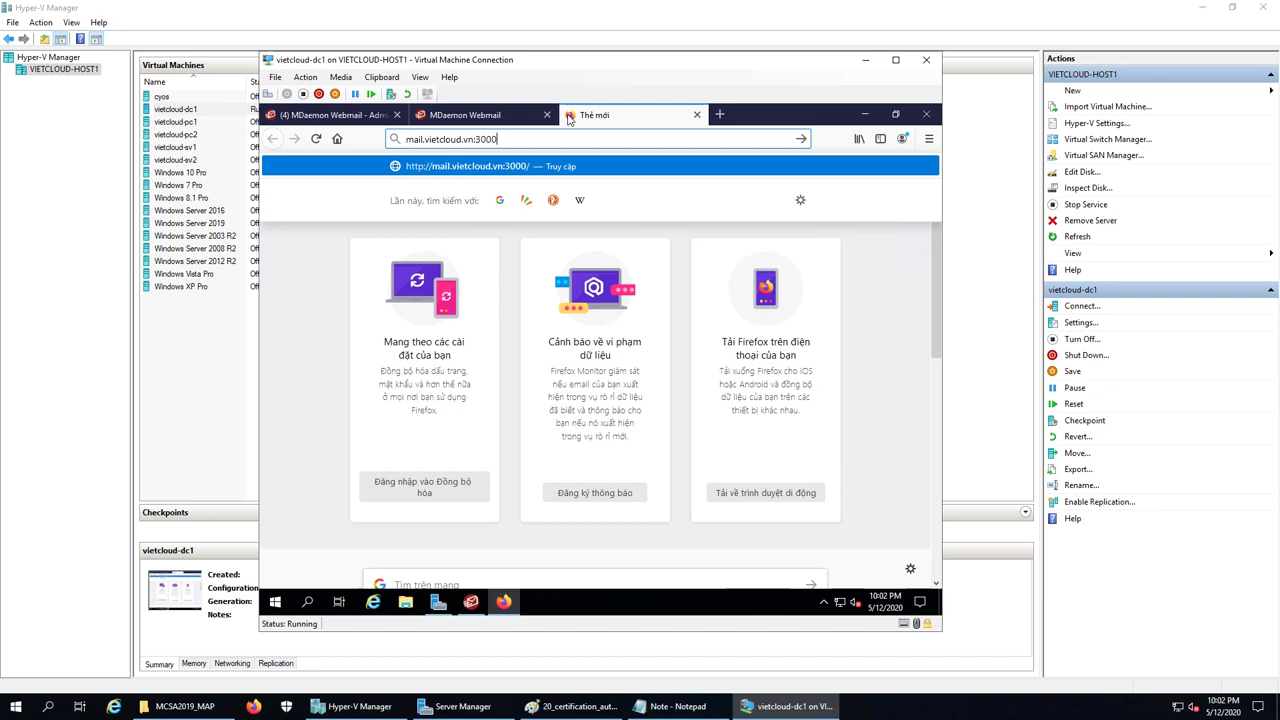 Hyper-V Manager
File Action View Help
Hyper-V Manager
VIETCLOUD-HOST1
Virtual Machines
Name
cyos
vietcloud-dc1
vietcloud-pc1
vietcloud-pc2
vietcloud-sv1
vietcloud-sv2
Windows 10 Pro
Windows 7 Pro
Windows 8.1 Pro
Windows Server 2016
Windows Server 2019
Windows Server 2003 R2
Windows Server 2008 R2
Windows Server 2012 R2
Windows Vista Pro
Windows XP Pro
Checkpoints
vietcloud-dc1
Created:
Generation:
Notes:
Summary Memory Networking Replication
vietcloud-dc1 on VIETCLOUD-HOST1 - Virtual Machine Connection
File Action Media Clipboard View Help
(4) MDaemon Webmail - Admi
MDaemon Webmail
Thẻ mới
mail.vietcloud.vn:3000
http://mail.vietcloud.vn:3000/ — Truy cập
Lần này, tìm kiếm với:
Mang theo các cài
đặt của bạn
Đồng bộ hóa dấu trang,
mật khẩu và hơn thế nữa
ở mọi nơi bạn sử dụng
Firefox.
Đăng nhập vào Đồng bộ
hóa
Cảnh báo về vi phạm
dữ liệu
Firefox Monitor giám sát
nếu email của bạn xuất
hiện trong vụ rò rỉ dữ liệu
đã biết và thông báo cho
bạn nếu nó xuất hiện
trong vụ rò rỉ mới.
Đăng ký thông báo
Tải Firefox trên điện
thoại của bạn
Tải xuống Firefox cho iOS
hoặc Android và đồng bộ
dữ liệu của bạn trên các
thiết bị khác nhau.
Tải về trình duyệt di động
Tìm trên mạng
10:02 PM
5/12/2020
Status: Running
Actions
VIETCLOUD-HOST1
New
Import Virtual Machine...
Hyper-V Settings...
Virtual Switch Manager...
Virtual SAN Manager...
Edit Disk...
Inspect Disk...
Stop Service
Remove Server
Refresh
View
Help
vietcloud-dc1
Connect...
Settings...
Turn Off...
Shut Down...
Save
Pause
Reset
Checkpoint
Revert...
Move...
Export...
Rename...
Enable Replication...
Help
MCSA2019_MAP
Hyper-V Manager
Server Manager
20_certification_aut...
Note - Notepad
vietcloud-dc1 on VI...
10:02 PM
5/12/2020